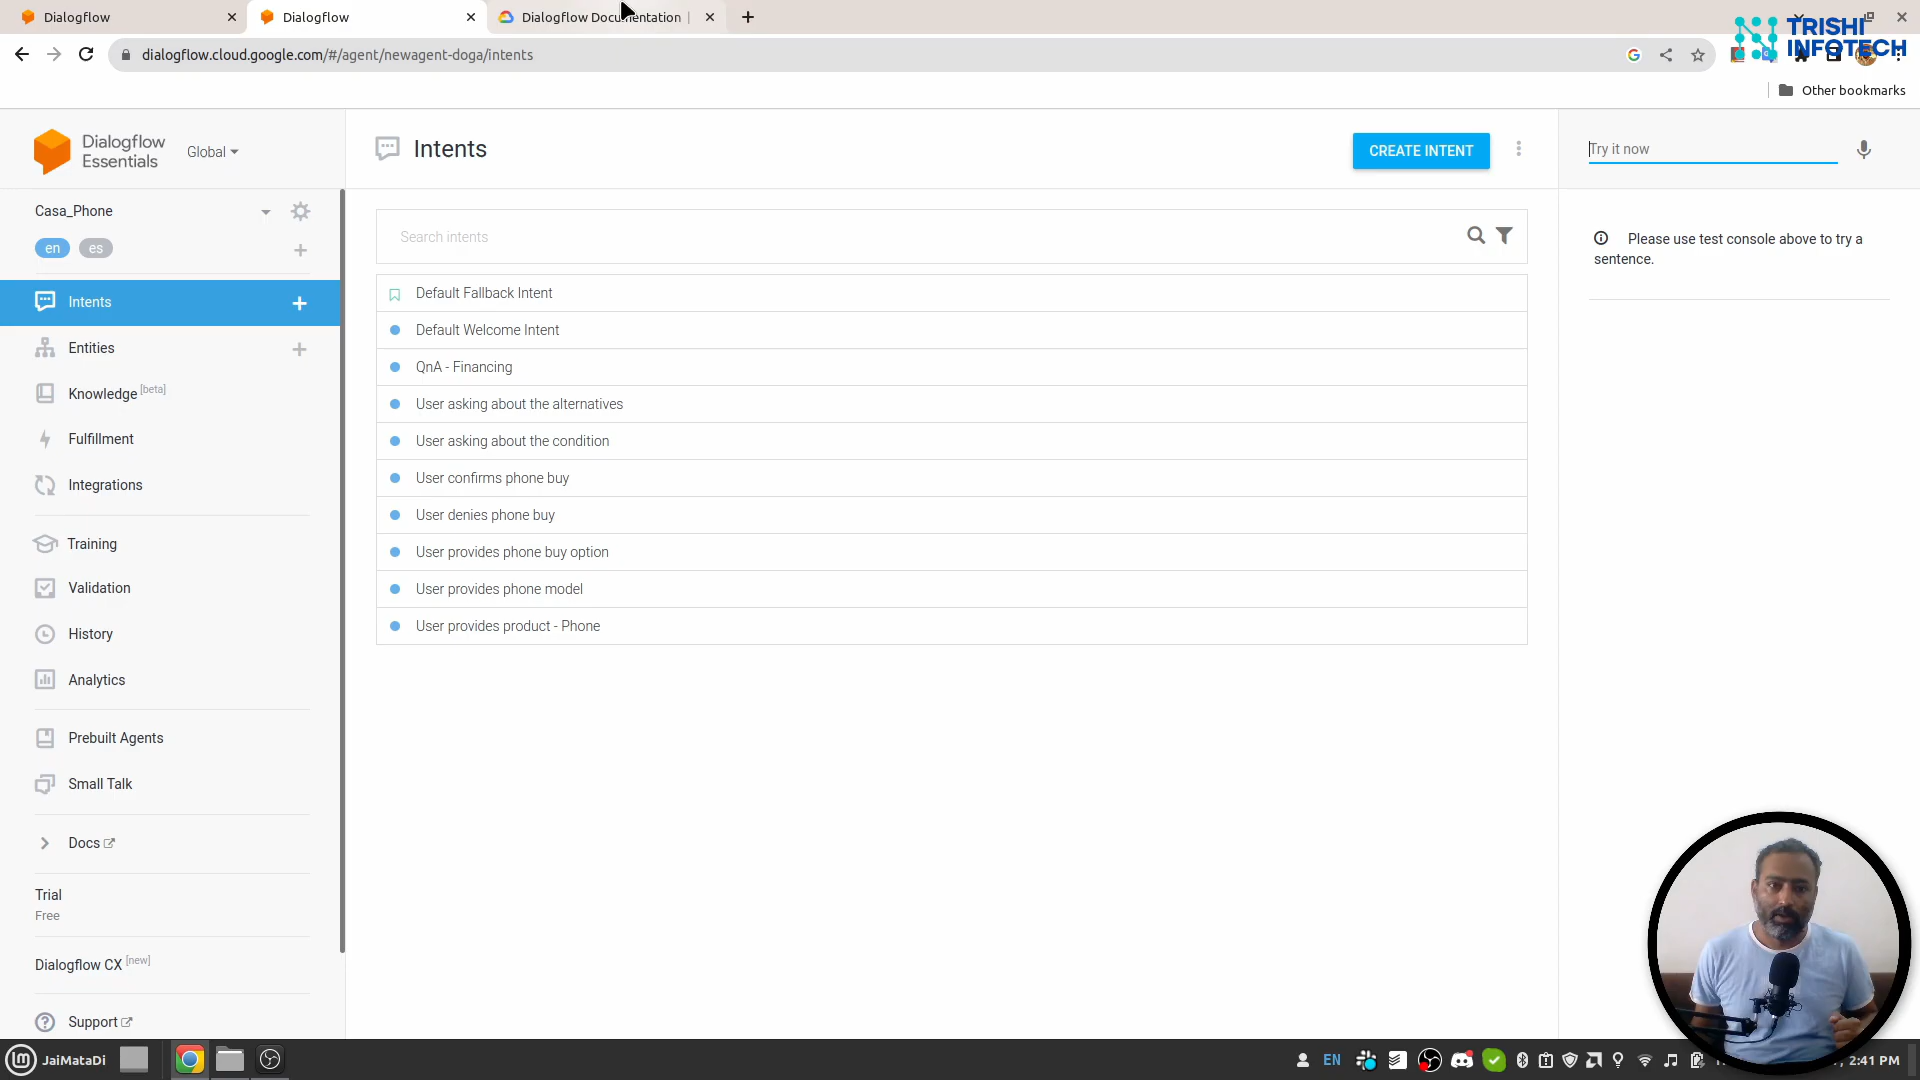 Dialogflow
Dialogflow
Dialogflow Documentation |
dialogflow.cloud.google.com/#/agent/newagent-doga/intents
TRISHI
INFOTECH
Other bookmarks
Dialogflow
Essentials
Global
Intents
CREATE INTENT
Try it now
Casa_Phone
en
es
Search intents
Please use test console above to try a
sentence.
Intents
Entities
Knowledge [beta]
Fulfillment
Integrations
Training
Validation
History
Analytics
Prebuilt Agents
Small Talk
Docs
Trial
Free
Dialogflow CX [new]
Support
Default Fallback Intent
Default Welcome Intent
QnA - Financing
User asking about the alternatives
User asking about the condition
User confirms phone buy
User denies phone buy
User provides phone buy option
User provides phone model
User provides product - Phone
JaiMataDi
EN
2:41 PM